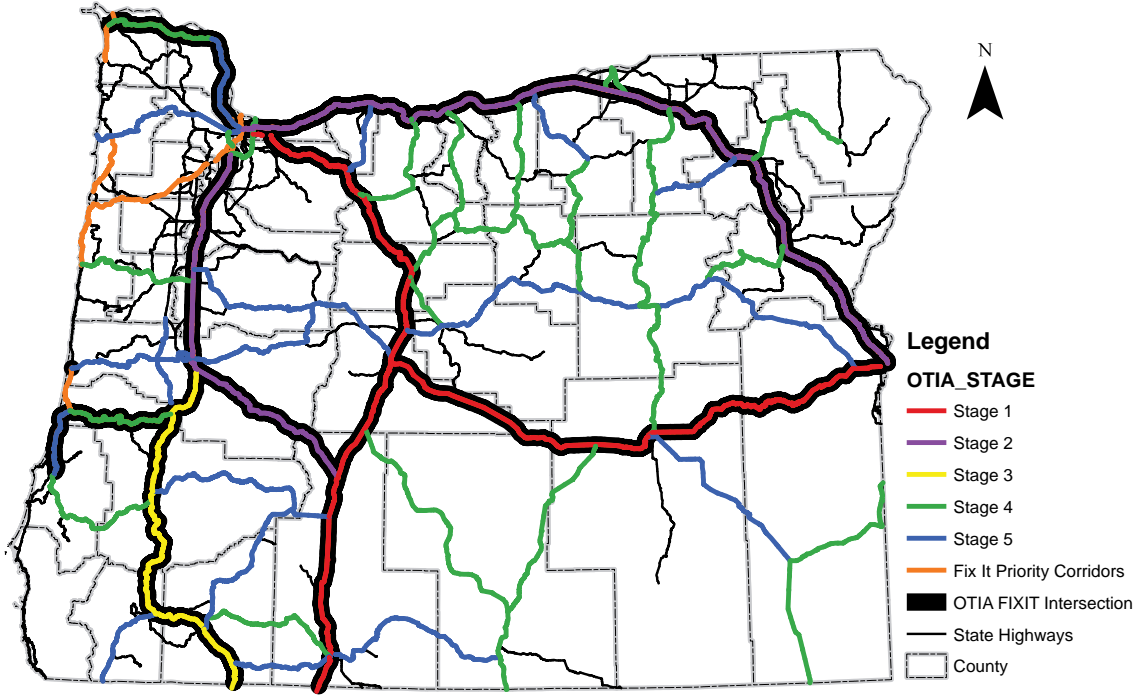 N
Legend
OTIA_STAGE
Stage 1
Stage 2
Stage 3
Stage 4
Stage 5
Fix It Priority Corridors
OTIA FIXIT Intersection
State Highways
County